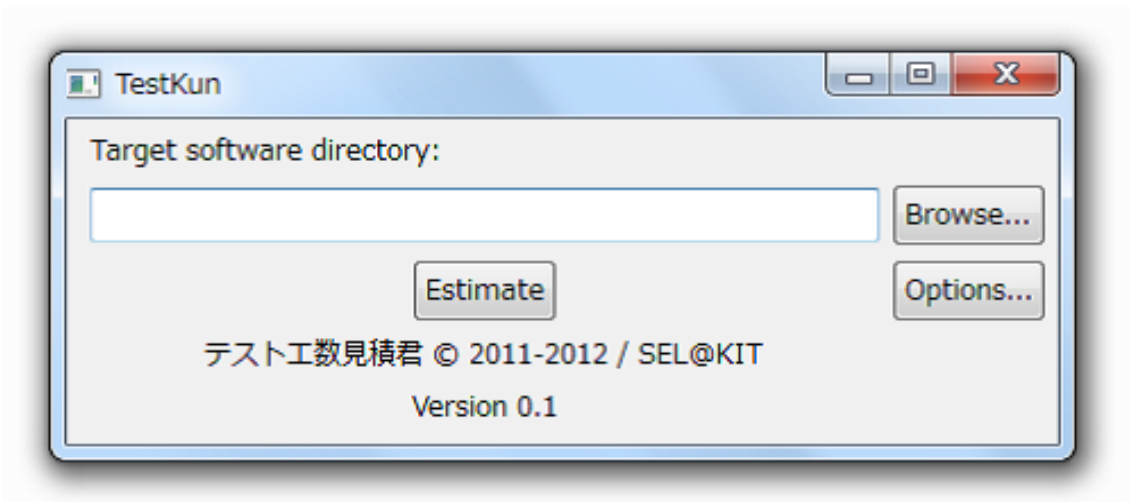 TestKun
Target software directory:
Browse...
Estimate
Options...
テスト工数見積君 © 2011-2012 / SEL@KIT
Version 0.1